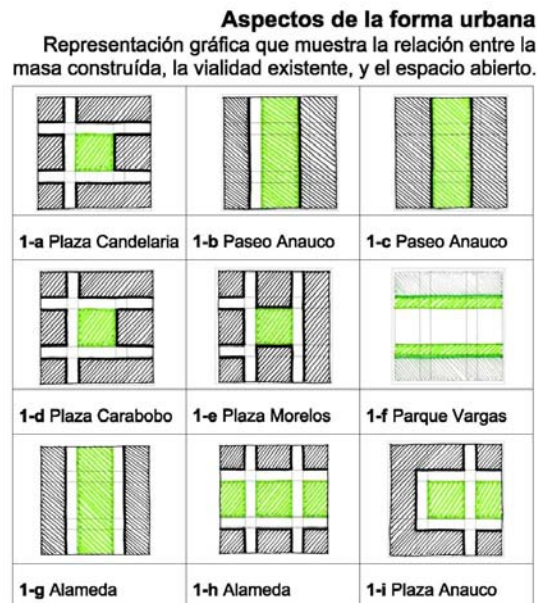 Aspectos de la forma urbana
Representación gráfica que muestra la relación entre la
masa construída, la vialidad existente, y el espacio abierto.
1-a Plaza Candelaria
1-b Paseo Anauco
1-c Paseo Anauco
1-d Plaza Carabobo
1-e Plaza Morelos
1-f Parque Vargas
1-g Alameda
1-h Alameda
1-i Plaza Anauco